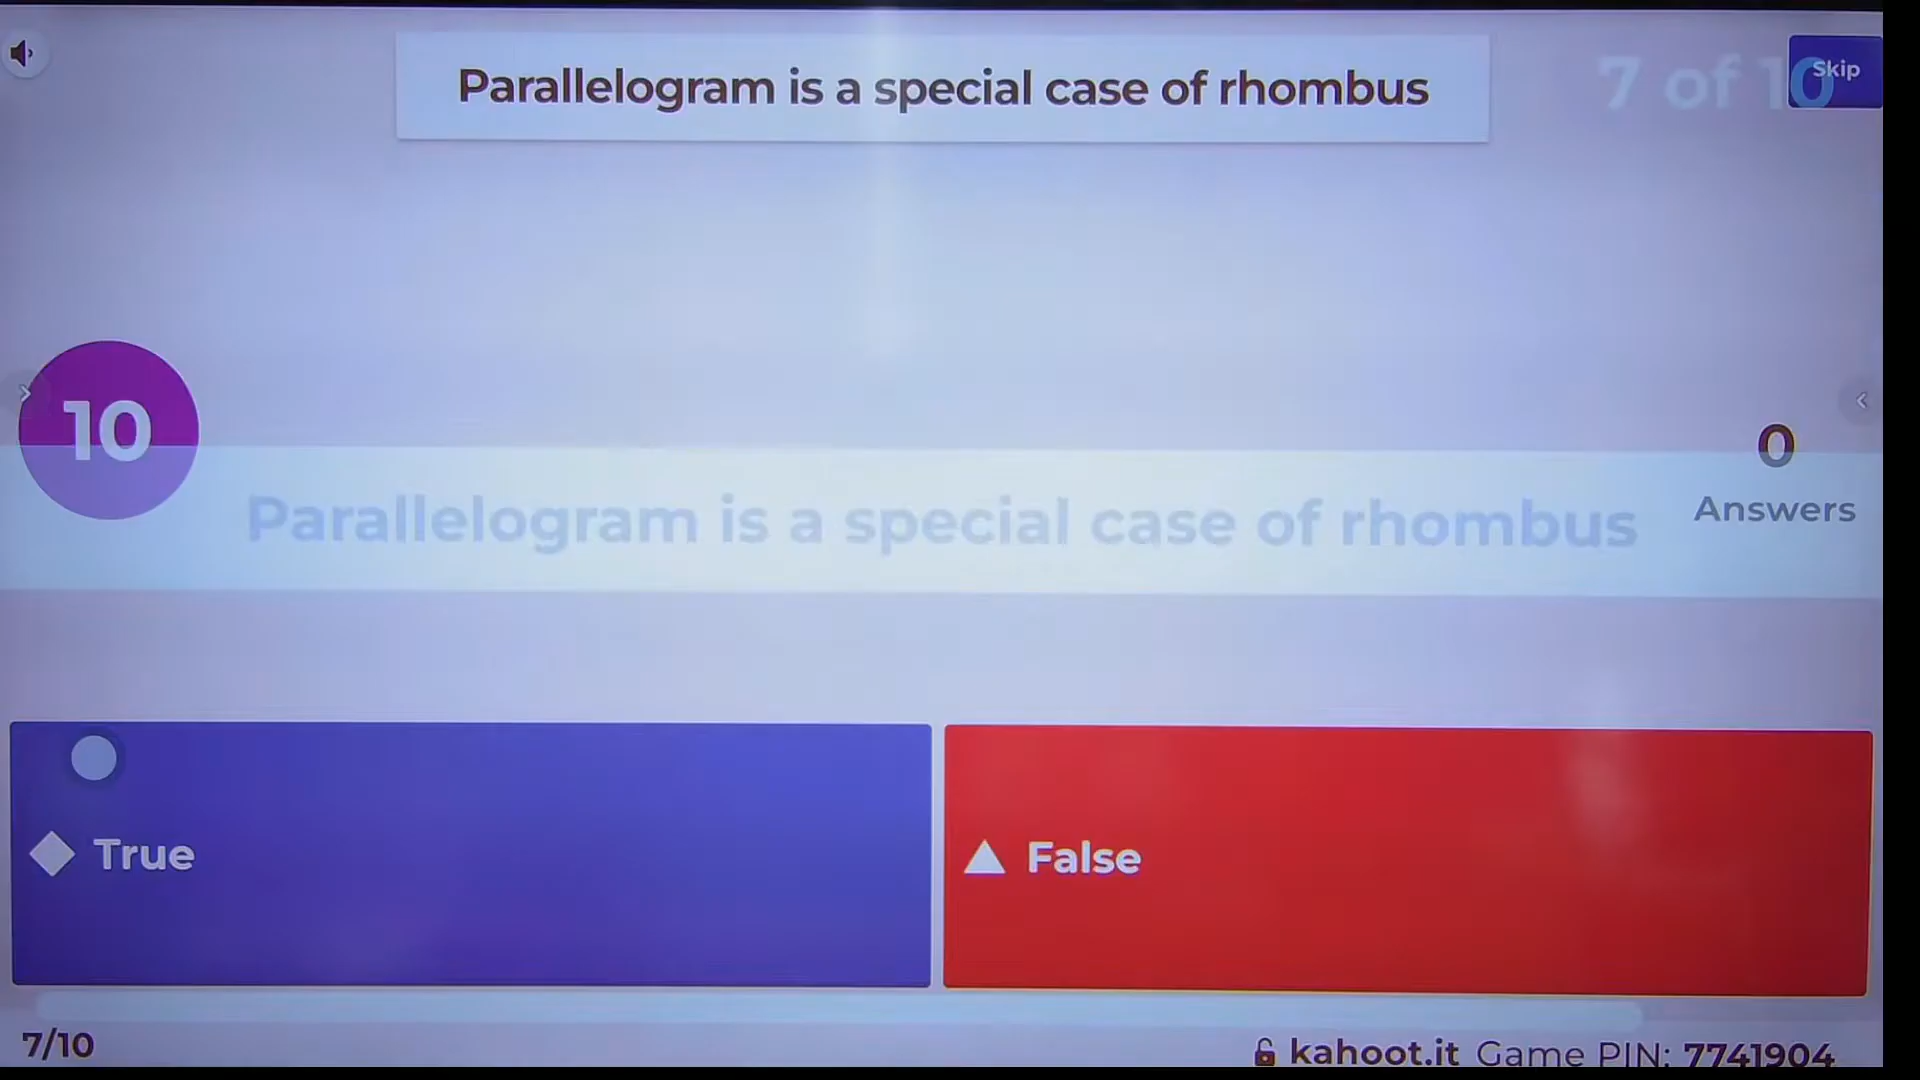 Parallelogram is a special case of rhombus
7 of 10
Skip
10
0
Answers
Parallelogram is a special case of rhombus
True
False
7/10
kahoot.it Game PIN: 7741904